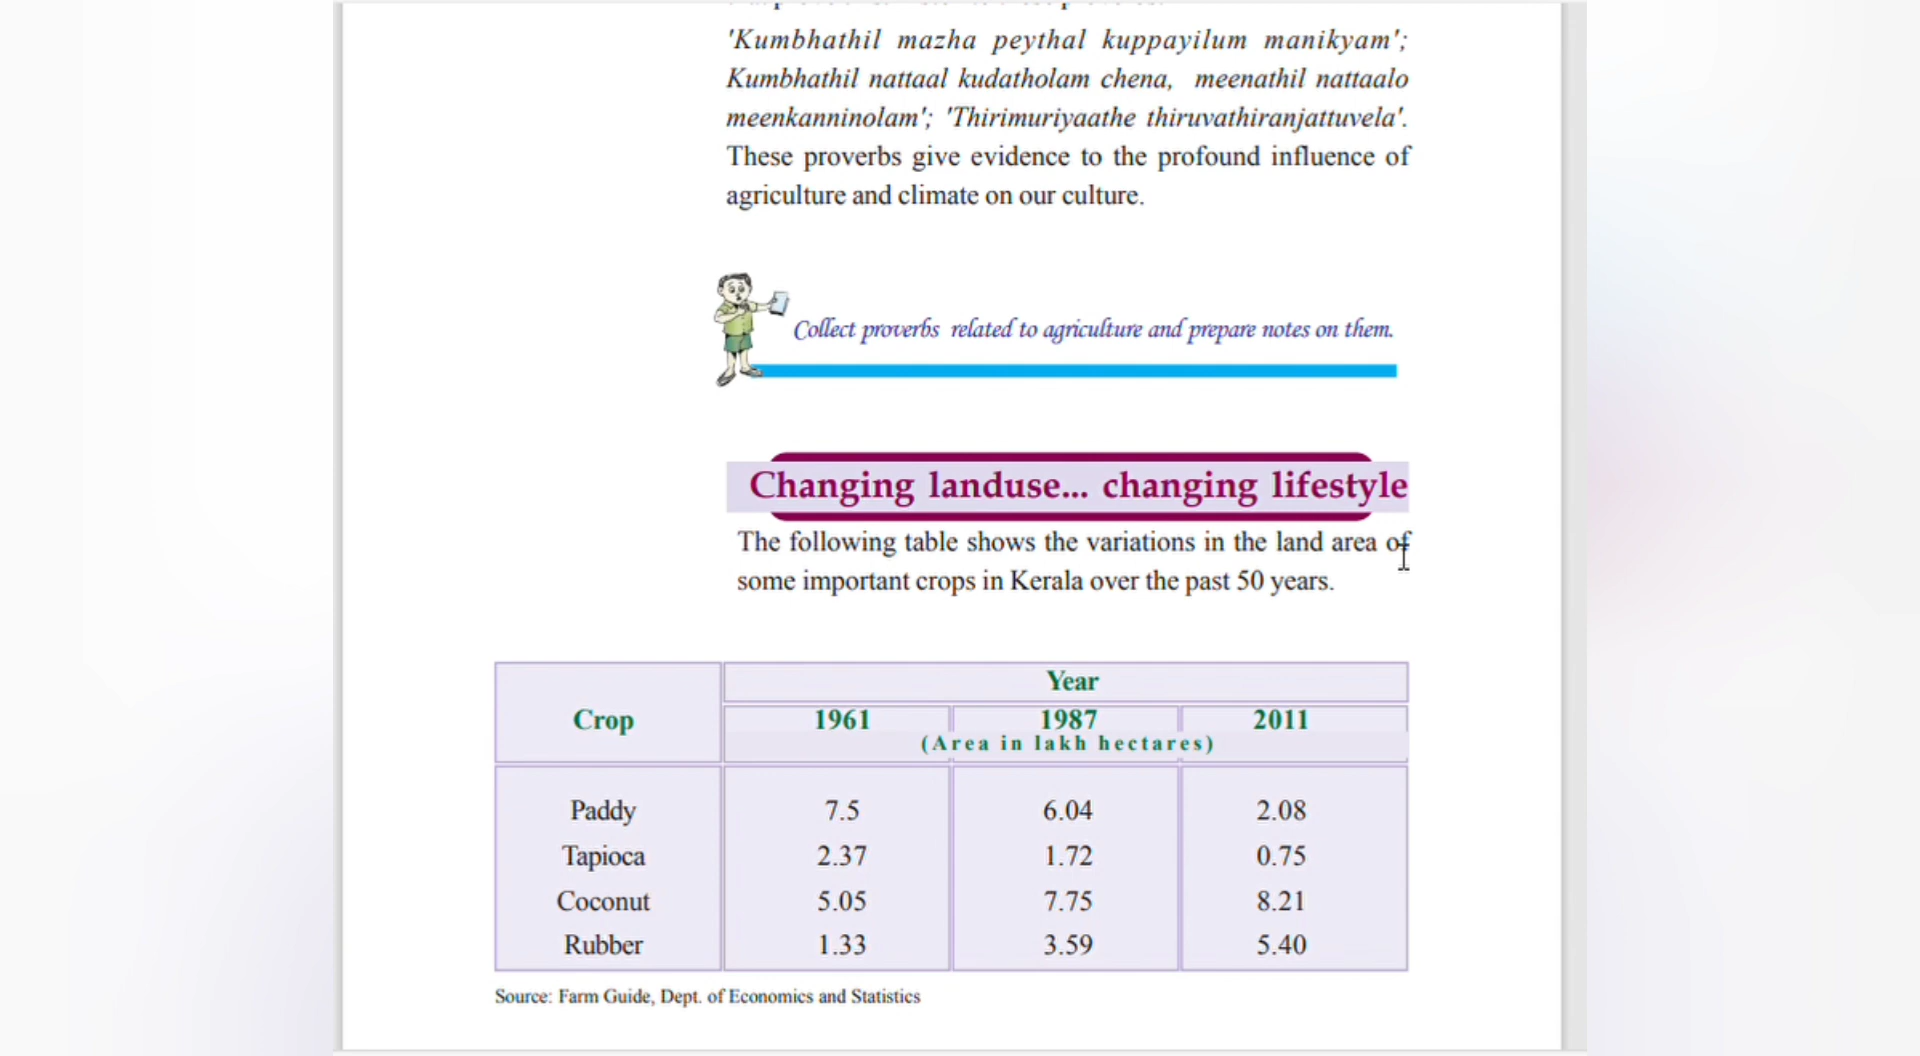 'Kumbhathil mazha peythal kuppayilum manikyam';
Kumbhathil nattaal kudatholam chena, meenathil nattaalo
meenkanninolam'; 'Thirimuriyaathe thiruvathiranjattuvela'.
These proverbs give evidence to the profound influence of
agriculture and climate on our culture.
Collect proverbs related to agriculture and prepare notes on them.
Changing landuse... changing lifestyle
The following table shows the variations in the land area of
some important crops in Kerala over the past 50 years.
Crop Year
1961 1987 2011
(Area in lakh hectares)
Paddy 7.5 6.04 2.08
Tapioca 2.37 1.72 0.75
Coconut 5.05 7.75 8.21
Rubber 1.33 3.59 5.40
Source: Farm Guide, Dept. of Economics and Statistics